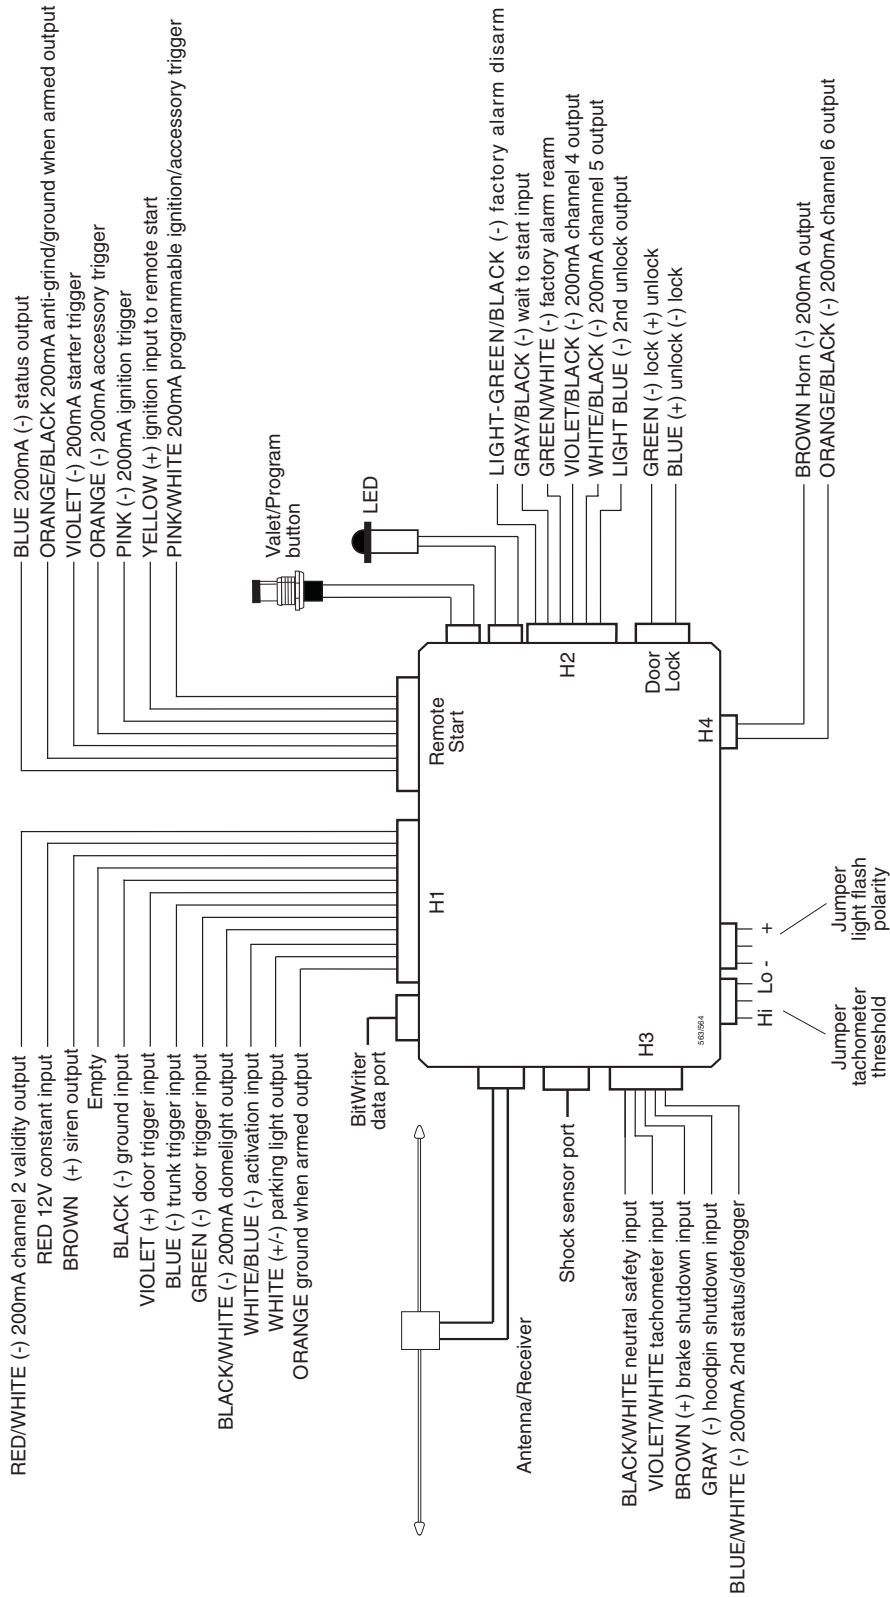 RED/WHITE (-) 200mA channel 2 validity output
RED 12V constant input
BROWN (+) siren output
Empty
BLACK (-) ground input
VIOLET (+) door trigger input
BLUE (-) trunk trigger input
GREEN (-) door trigger input
BLACK/WHITE (-) 200mA domelight output
WHITE/BLUE (-) activation input
WHITE (+/-) parking light output
ORANGE ground when armed output
BLUE 200mA (-) status output
ORANGE/BLACK 200mA anti-grind/ground when armed output
VIOLET (-) 200mA starter trigger
ORANGE (-) 200mA accessory trigger
PINK (-) 200mA ignition trigger
YELLOW (+) ignition input to remote start
PINK/WHITE 200mA programmable ignition/accessory trigger
Valet/Program
button
LED
BitWriter
data port
H1
Remote
Start
Antenna/Receiver
Shock sensor port
H2
LIGHT-GREEN/BLACK (-) factory alarm disarm
GRAY/BLACK (-) wait to start input
GREEN/WHITE (-) factory alarm rearm
VIOLET/BLACK (-) 200mA channel 4 output
WHITE/BLACK (-) 200mA channel 5 output
LIGHT BLUE (-) 2nd unlock output
Door
Lock
GREEN (-) lock (+) unlock
BLUE (+) unlock (-) lock
H3
563/564
H4
BLACK/WHITE neutral safety input
VIOLET/WHITE tachometer input
BROWN (+) brake shutdown input
GRAY (-) hoodpin shutdown input
BLUE/WHITE (-) 200mA 2nd status/defogger
Hi
Lo
-
+
Jumper
tachometer
threshold
Jumper
light flash
polarity
BROWN Horn (-) 200mA output
ORANGE/BLACK (-) 200mA channel 6 output